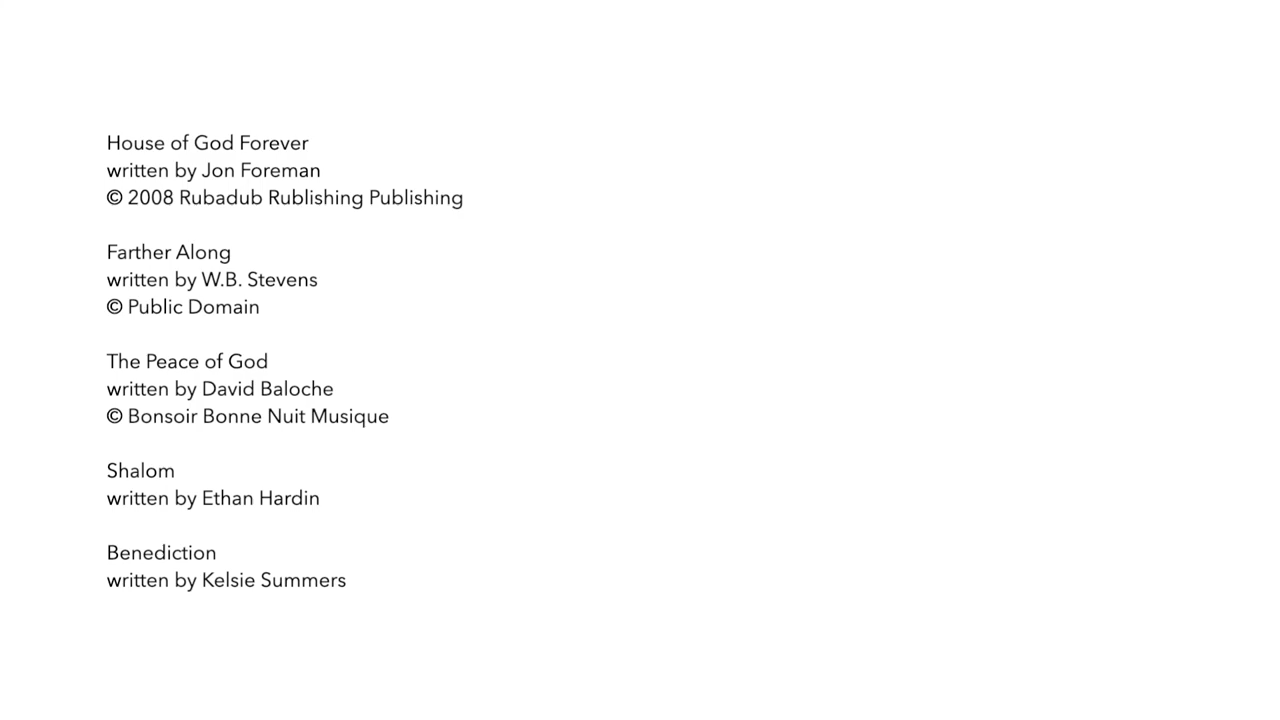 House of God Forever
written by Jon Foreman
© 2008 Rubadub Rublishing Publishing
Farther Along
written by W.B. Stevens
© Public Domain
The Peace of God
written by David Baloche
© Bonsoir Bonne Nuit Musique
Shalom
written by Ethan Hardin
Benediction
written by Kelsie Summers